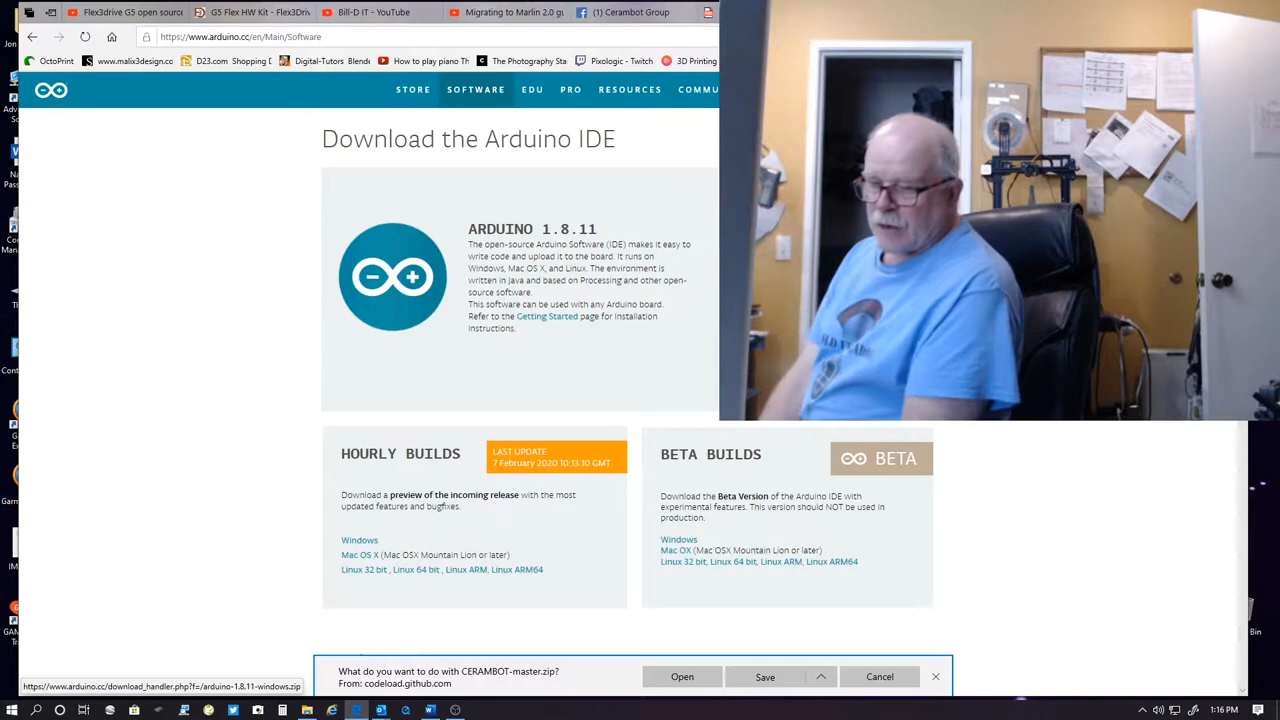 Flex3drive G5 open source
G5 Flex HW Kit - Flex3Driv
Bill-D IT - YouTube
Migrating to Marlin 2.0 gu
(1) Cerambot Group
https://www.arduino.cc/en/Main/Software
OctoPrint
www.malix3design.co
D23.com Shopping
Digital-Tutors Blende
How to play piano Th
The Photography Sta
Pixologic - Twitch
3D Printing
STORE SOFTWARE EDU PRO RESOURCES COMMU
Download the Arduino IDE
ARDUINO 1.8.11
The open-source Arduino Software (IDE) makes it easy to
write code and upload it to the board. It runs on
Windows, Mac OS X, and Linux. The environment is
written in Java and based on Processing and other open-
source software.
This software can be used with any Arduino board.
Refer to the Getting Started page for Installation
instructions.
HOURLY BUILDS
LAST UPDATE
7 February 2020 10:13:10 GMT
Download a preview of the incoming release with the most
updated features and bugfixes.
Windows
Mac OS X (Mac OSX Mountain Lion or later)
Linux 32 bit , Linux 64 bit , Linux ARM, Linux ARM64
BETA BUILDS
BETA
Download the Beta Version of the Arduino IDE with
experimental features. This version should NOT be used in
production.
Windows
Mac OX (Mac OSX Mountain Lion or later)
Linux 32 bit, Linux 64 bit, Linux ARM, Linux ARM64
What do you want to do with CERAMBOT-master.zip?
From: codeload.github.com
Open
Save
Cancel
https://www.arduino.cc/download_handler.php?f=/arduino-1.8.11-windows.zip
1:16 PM